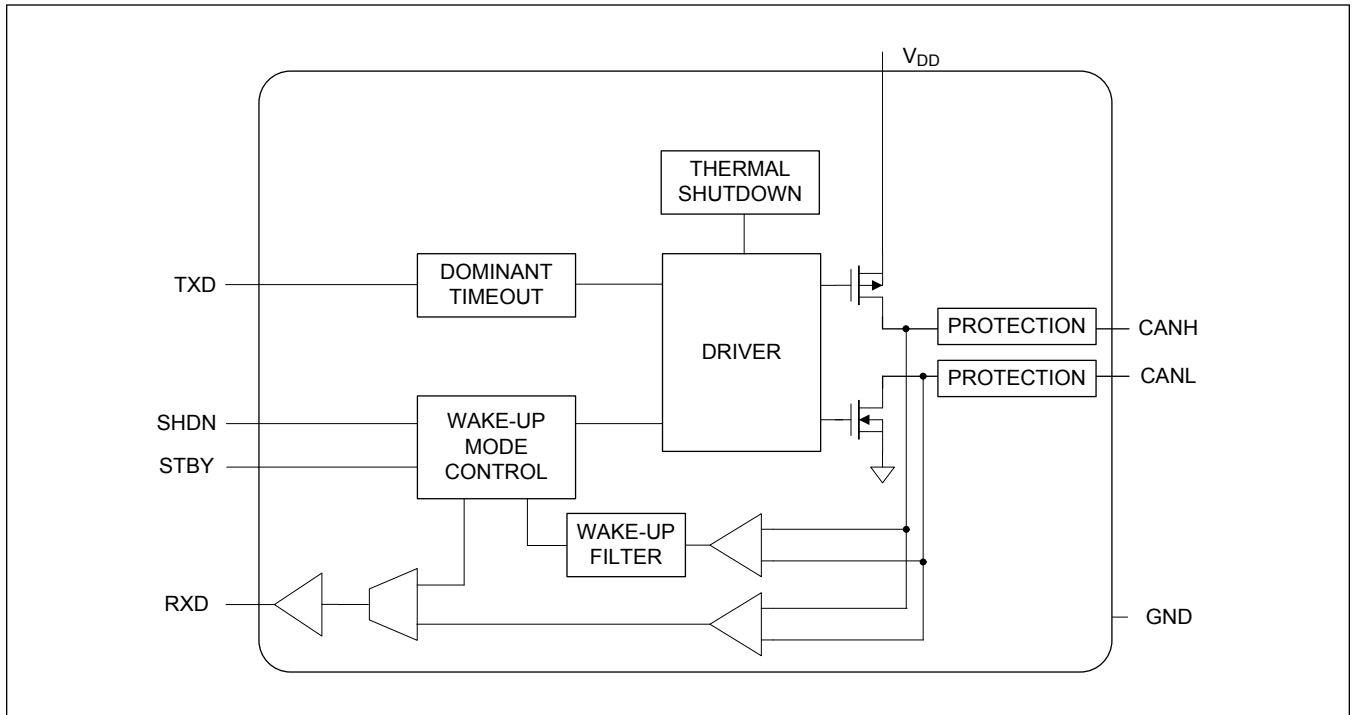 VDD
THERMAL
SHUTDOWN
TXD
DOMINANT
TIMEOUT
DRIVER
PROTECTION
CANH
PROTECTION
CANL
SHDN
STBY
WAKE-UP
MODE
CONTROL
WAKE-UP
FILTER
RXD
GND